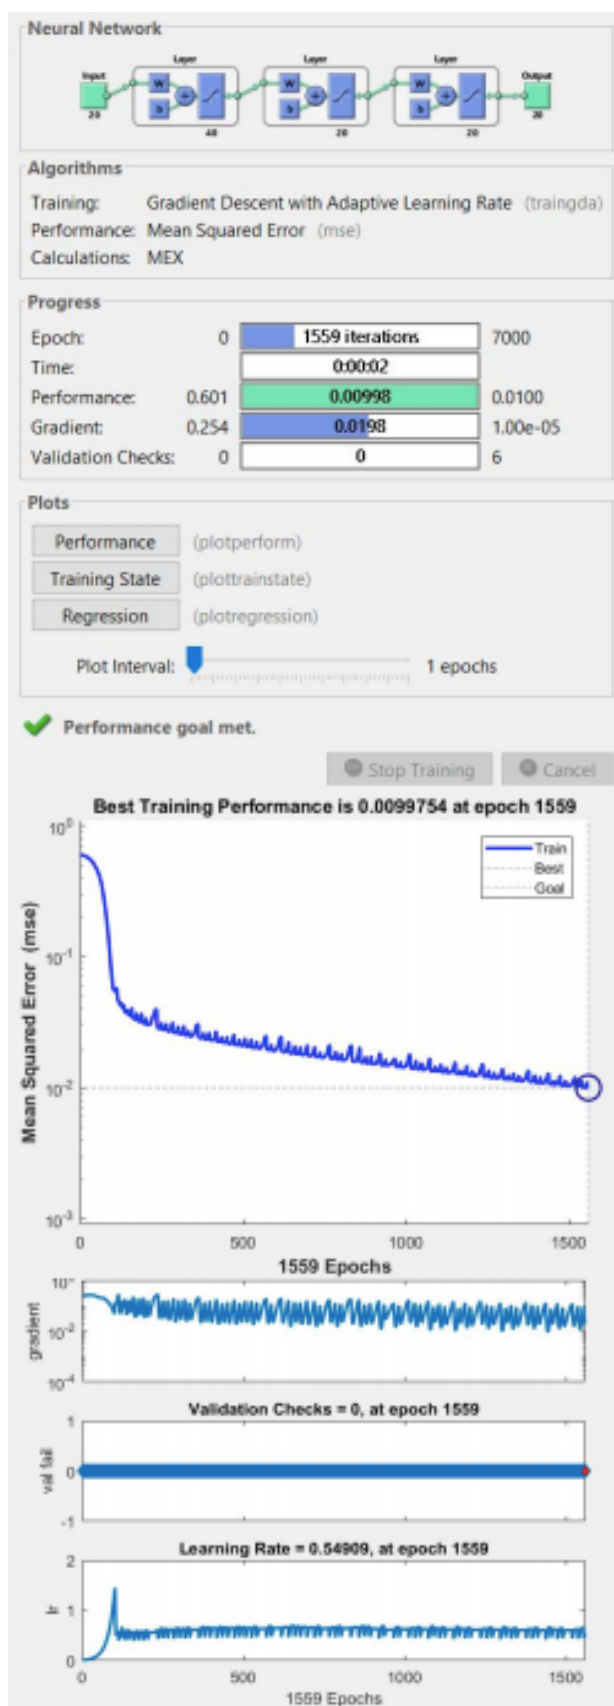 Neural Network
Layer Layer Layer
Input Output
W W W
b b b
20 40 20 20 20
Algorithms
Training: Gradient Descent with Adaptive Learning Rate (traingda)
Performance: Mean Squared Error (mse)
Calculations: MEX
Progress
Epoch: 0 1559 iterations 7000
Time: 0:00:02
Performance: 0.601 0.00998 0.0100
Gradient: 0.254 0.0198 1.00e-05
Validation Checks: 0 0 6
Plots
Performance (plotperform)
Training State (plottrainstate)
Regression (plotregression)
Plot Interval: 1 epochs
Performance goal met.
Stop Training Cancel
Best Training Performance is 0.0099754 at epoch 1559
Mean Squared Error (mse)
10^0
10^-1
10^-2
10^-3
Train
Best
Goal
0 500 1000 1500
1559 Epochs
gradient
10^-2
10^-4
Validation Checks = 0, at epoch 1559
val fail
1
0
-1
Learning Rate = 0.54909, at epoch 1559
lr
2
1
0
0 500 1000 1500
1559 Epochs